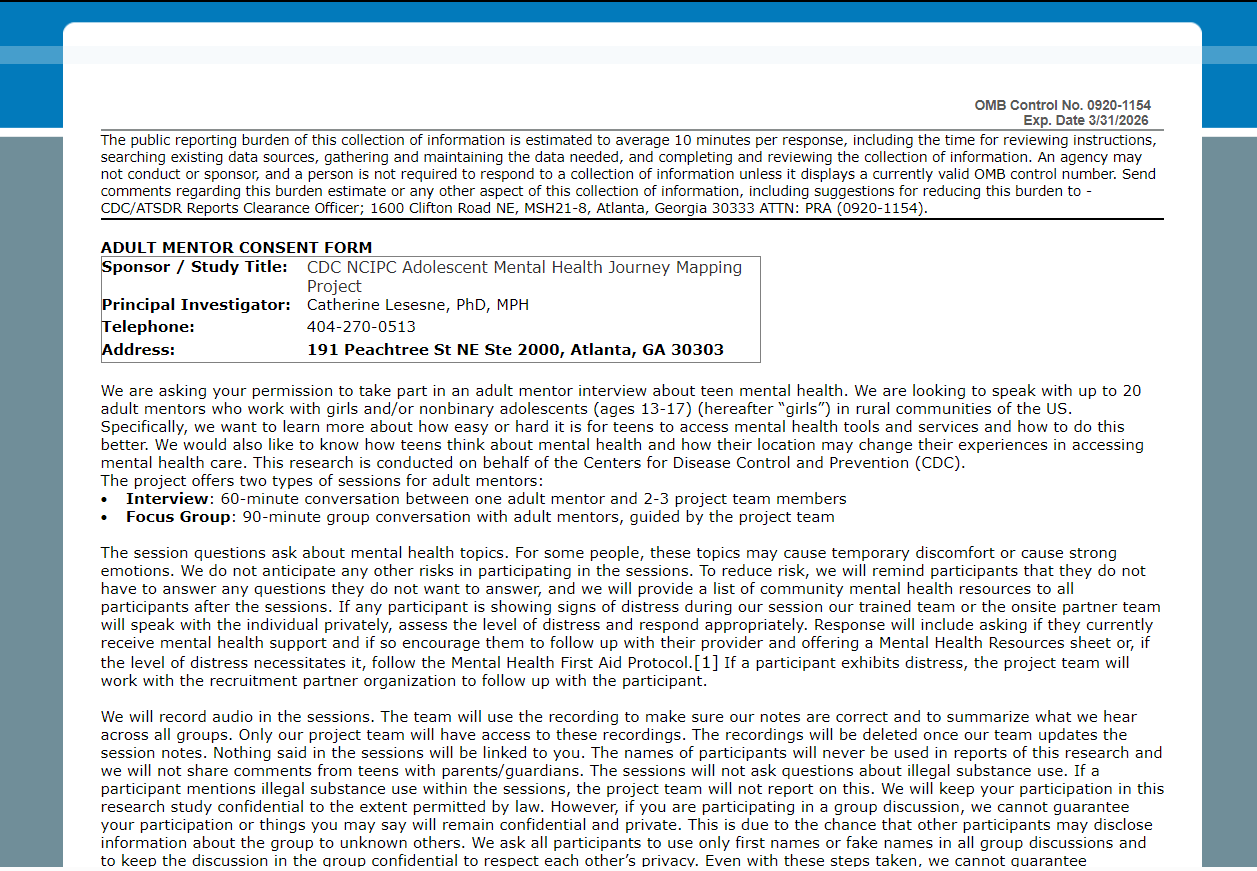 OMB Control No. 0920-1154
Exp. Date 3/31/2026
The public reporting burden of this collection of information is estimated to average 10 minutes per response, including the time for reviewing instructions,
searching existing data sources, gathering and maintaining the data needed, and completing and reviewing the collection of information. An agency may
not conduct or sponsor, and a person is not required to respond to a collection of information unless it displays a currently valid OMB control number. Send
comments regarding this burden estimate or any other aspect of this collection of information, including suggestions for reducing this burden to -
CDC/ATSDR Reports Clearance Officer; 1600 Clifton Road NE, MSH21-8, Atlanta, Georgia 30333 ATTN: PRA (0920-1154).
ADULT MENTOR CONSENT FORM
Sponsor / Study Title: CDC NCIPC Adolescent Mental Health Journey Mapping
Project
Principal Investigator: Catherine Lesesne, PhD, MPH
Telephone: 404-270-0513
Address: 191 Peachtree St NE Ste 2000, Atlanta, GA 30303
We are asking your permission to take part in an adult mentor interview about teen mental health. We are looking to speak with up to 20
adult mentors who work with girls and/or nonbinary adolescents (ages 13-17) (hereafter “girls”) in rural communities of the US.
Specifically, we want to learn more about how easy or hard it is for teens to access mental health tools and services and how to do this
better. We would also like to know how teens think about mental health and how their location may change their experiences in accessing
mental health care. This research is conducted on behalf of the Centers for Disease Control and Prevention (CDC).
The project offers two types of sessions for adult mentors:
• Interview: 60-minute conversation between one adult mentor and 2-3 project team members
• Focus Group: 90-minute group conversation with adult mentors, guided by the project team
The session questions ask about mental health topics. For some people, these topics may cause temporary discomfort or cause strong
emotions. We do not anticipate any other risks in participating in the sessions. To reduce risk, we will remind participants that they do not
have to answer any questions they do not want to answer, and we will provide a list of community mental health resources to all
participants after the sessions. If any participant is showing signs of distress during our session our trained team or the onsite partner team
will speak with the individual privately, assess the level of distress and respond appropriately. Response will include asking if they currently
receive mental health support and if so encourage them to follow up with their provider and offering a Mental Health Resources sheet or, if
the level of distress necessitates it, follow the Mental Health First Aid Protocol.[1] If a participant exhibits distress, the project team will
work with the recruitment partner organization to follow up with the participant.
We will record audio in the sessions. The team will use the recording to make sure our notes are correct and to summarize what we hear
across all groups. Only our project team will have access to these recordings. The recordings will be deleted once our team updates the
session notes. Nothing said in the sessions will be linked to you. The names of participants will never be used in reports of this research and
we will not share comments from teens with parents/guardians. The sessions will not ask questions about illegal substance use. If a
participant mentions illegal substance use within the sessions, the project team will not report on this. We will keep your participation in this
research study confidential to the extent permitted by law. However, if you are participating in a group discussion, we cannot guarantee
your participation or things you may say will remain confidential and private. This is due to the chance that other participants may disclose
information about the group to unknown others. We ask all participants to use only first names or fake names in all group discussions and
to keep the discussion in the group confidential to respect each other’s privacy. Even with these steps taken, we cannot guarantee